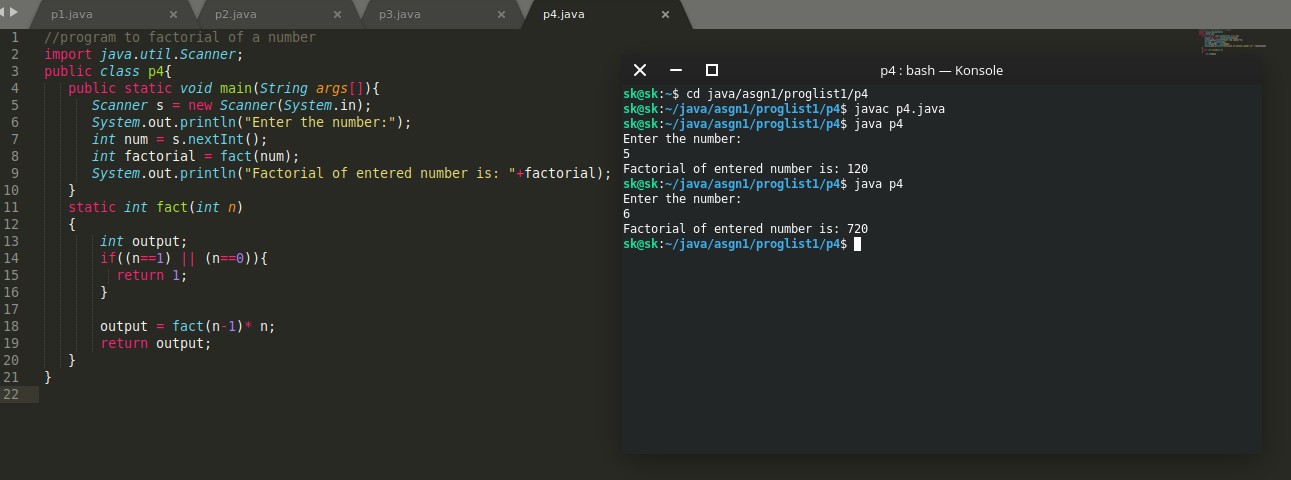 p1.java × p2.java × p3.java × p4.java ×
1 //program to factorial of a number
2 import java.util.Scanner;
3 public class p4{
4 public static void main(String args[]){
5 Scanner s = new Scanner(System.in);
6 System.out.println("Enter the number:");
7 int num = s.nextInt();
8 int factorial = fact(num);
9 System.out.println("Factorial of entered number is: "+factorial);
10 }
11 static int fact(int n)
12 {
13 int output;
14 if((n==1) || (n==0)){
15 return 1;
16 }
17
18 output = fact(n-1)* n;
19 return output;
20 }
21 }
22
p4 : bash — Konsole
sk@sk:~$ cd java/asgn1/proglist1/p4
sk@sk:~/java/asgn1/proglist1/p4$ javac p4.java
sk@sk:~/java/asgn1/proglist1/p4$ java p4
Enter the number:
5
Factorial of entered number is: 120
sk@sk:~/java/asgn1/proglist1/p4$ java p4
Enter the number:
6
Factorial of entered number is: 720
sk@sk:~/java/asgn1/proglist1/p4$